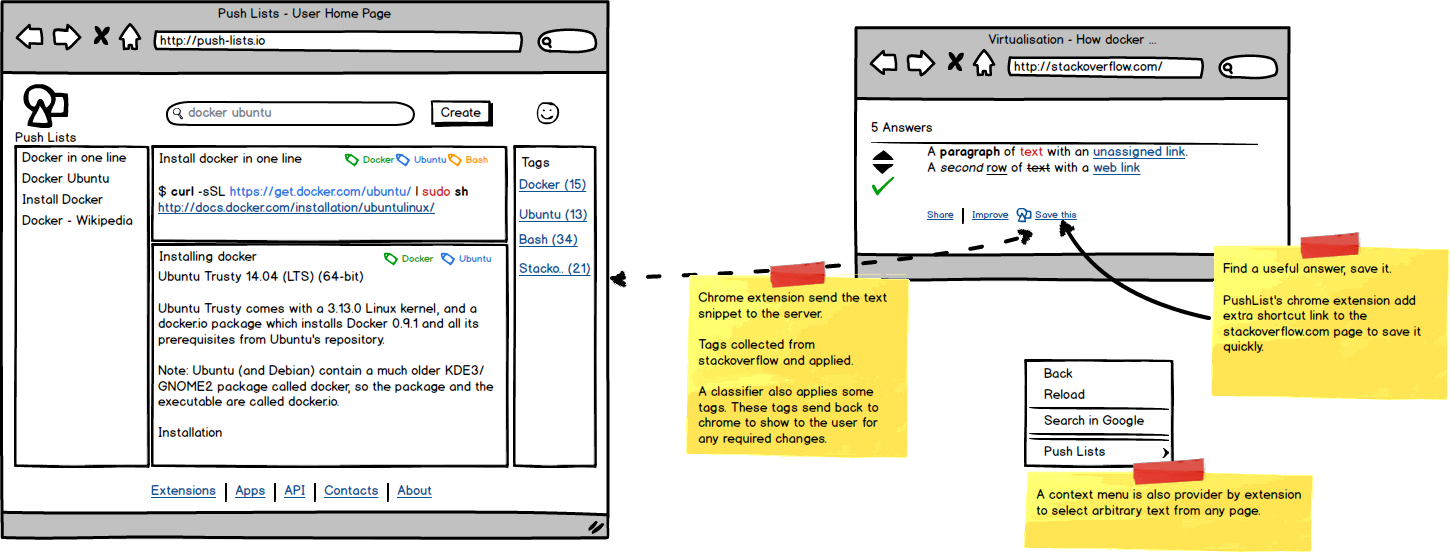 Push Lists - User Home Page
http://push-lists.io
docker ubuntu
Create
Push Lists
Docker in one line
Docker Ubuntu
Install Docker
Docker - Wikipedia
Install docker in one line
Docker Ubuntu Bash
$ curl -sSL https://get.docker.com/ubuntu/ | sudo sh
http://docs.docker.com/installation/ubuntulinux/
Installing docker
Docker Ubuntu
Ubuntu Trusty 14.04 (LTS) (64-bit)
Ubuntu Trusty comes with a 3.13.0 Linux kernel, and a
docker.io package which installs Docker 0.9.1 and all its
prerequisites from Ubuntu's repository.
Note: Ubuntu (and Debian) contain a much older KDE3/
GNOME2 package called docker, so the package and the
executable are called docker.io.
Installation
Tags
Docker (15)
Ubuntu (13)
Bash (34)
Stacko.. (21)
Extensions | Apps | API | Contacts | About
Virtualisation - How docker ...
http://stackoverflow.com/
5 Answers
A paragraph of text with an unassigned link.
A second row of text with a web link
Share | Improve Save this
Chrome extension send the text
snippet to the server.
Tags collected from
stackoverflow and applied.
A classifier also applies some
tags. These tags send back to
chrome to show to the user for
any required changes.
Find a useful answer, save it.
PushList's chrome extension add
extra shortcut link to the
stackoverflow.com page to save it
quickly.
Back
Reload
Search in Google
Push Lists
A context menu is also provider by extension
to select arbitrary text from any page.